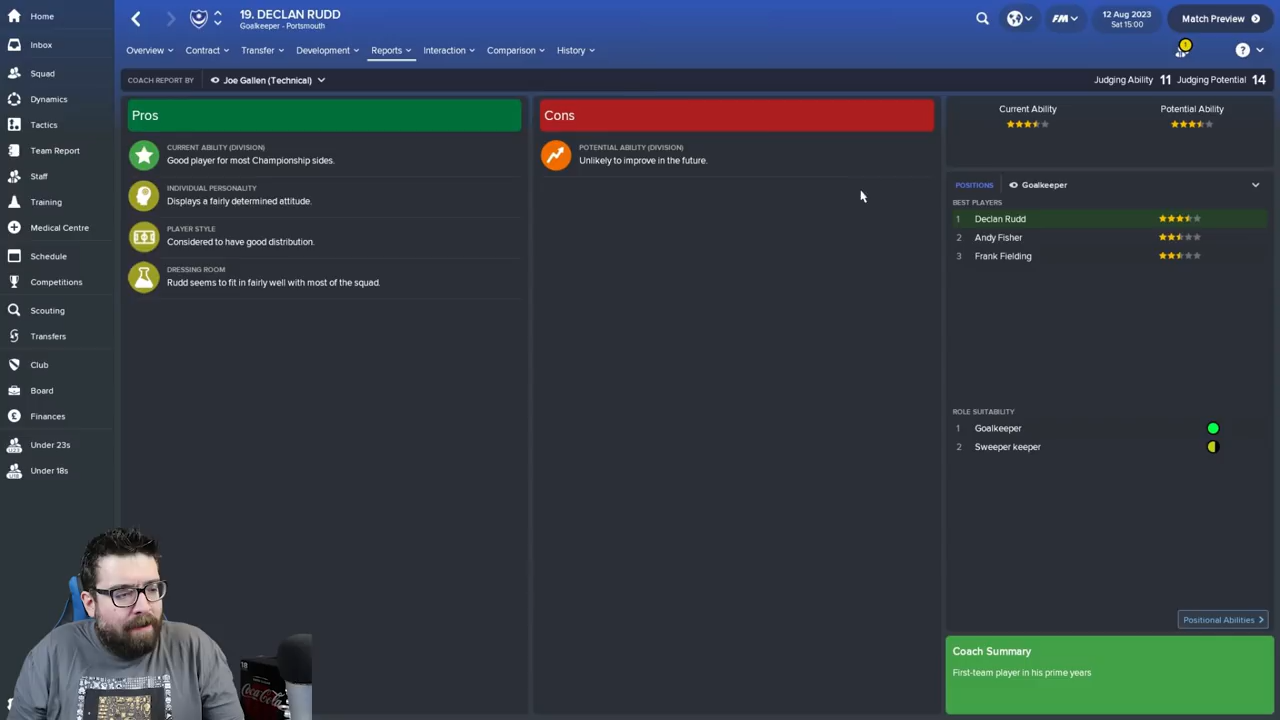 19. DECLAN RUDD
Goalkeeper - Portsmouth
FM
12 Aug 2023
Sat 15:00
Match Preview
Home
Inbox
Squad
Dynamics
Tactics
Team Report
Staff
Training
Medical Centre
Schedule
Competitions
Scouting
Transfers
Club
Board
Finances
Under 23s
Under 18s
Overview
Contract
Transfer
Development
Reports
Interaction
Comparison
History
1
?
COACH REPORT BY
Joe Gallen (Technical)
Judging Ability 11 Judging Potential 14
Pros
CURRENT ABILITY (DIVISION)
Good player for most Championship sides.
INDIVIDUAL PERSONALITY
Displays a fairly determined attitude.
PLAYER STYLE
Considered to have good distribution.
DRESSING ROOM
Rudd seems to fit in fairly well with most of the squad.
Cons
POTENTIAL ABILITY (DIVISION)
Unlikely to improve in the future.
Current Ability
Potential Ability
POSITIONS
Goalkeeper
BEST PLAYERS
1 Declan Rudd
2 Andy Fisher
3 Frank Fielding
ROLE SUITABILITY
1 Goalkeeper
2 Sweeper keeper
Positional Abilities
Coach Summary
First-team player in his prime years
Coca-Cola